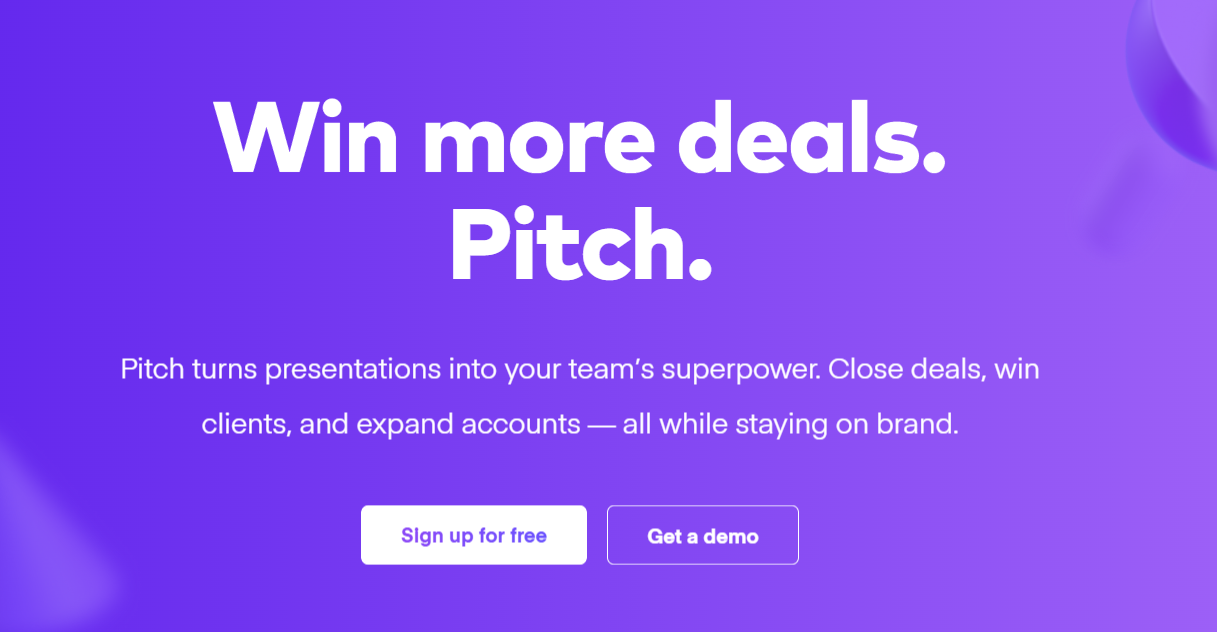 Win more deals.
Pitch.
Pitch turns presentations into your team’s superpower. Close deals, win
clients, and expand accounts — all while staying on brand.
Sign up for free
Get a demo